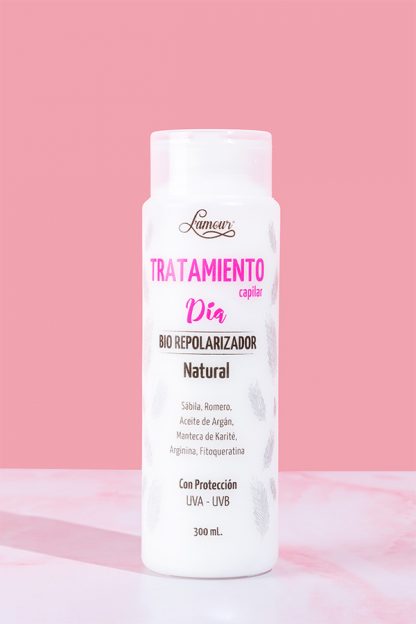 L'amour
TRATAMIENTO
capilar
Día
BIO REPOLARIZADOR
Natural
Sábila, Romero,
Aceite de Argán,
Manteca de Karité,
Arginina, Fitoqueratina
Con Protección
UVA - UVB
300 mL.